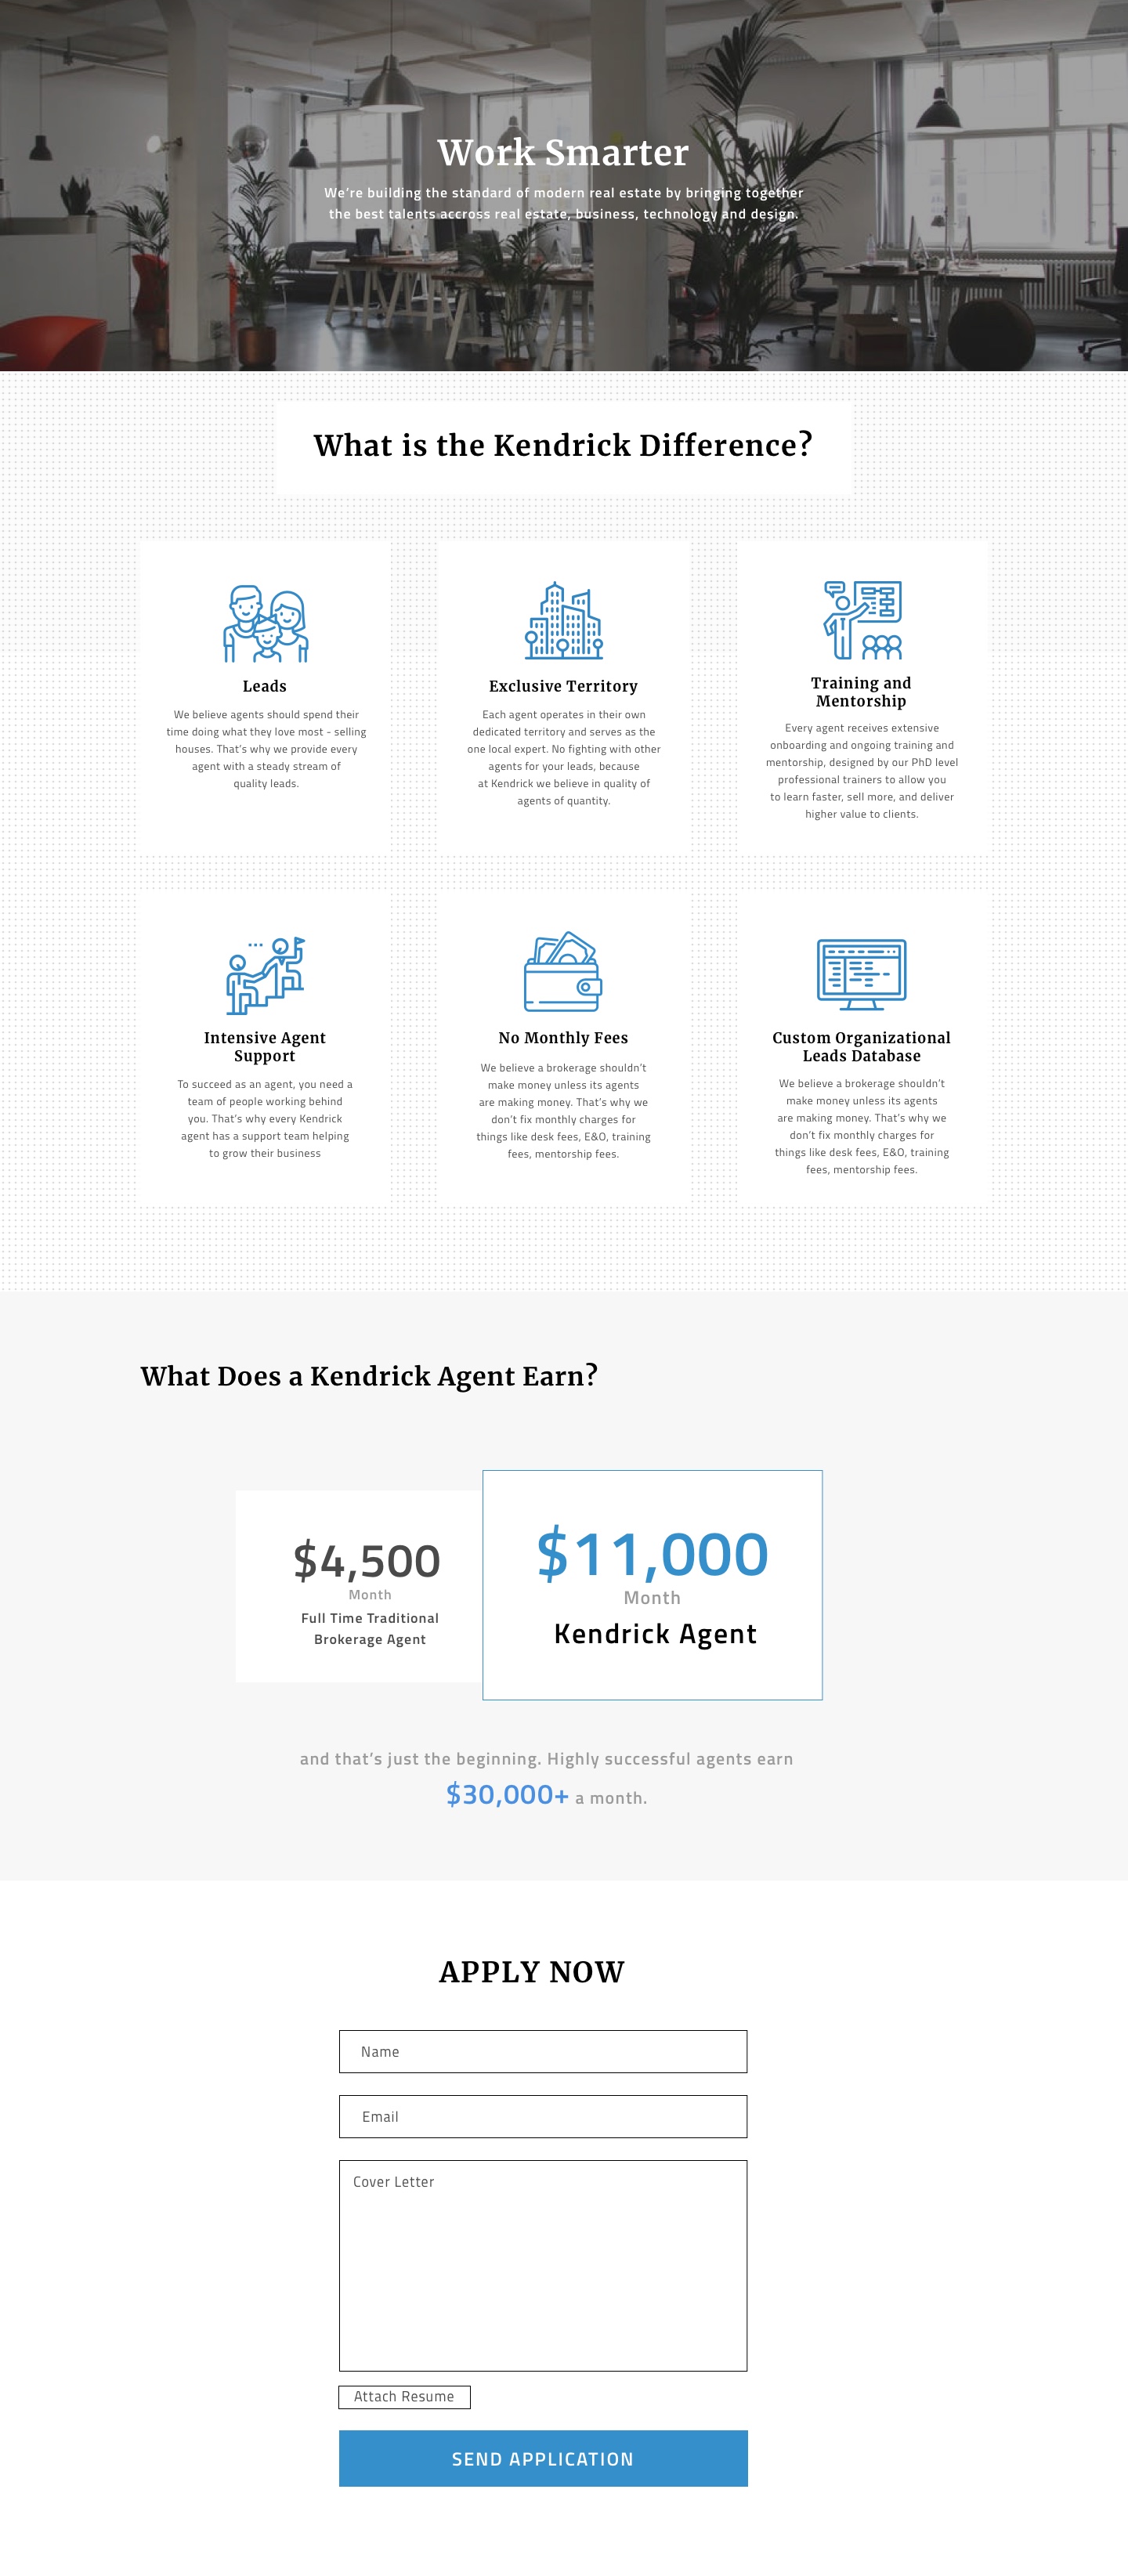 Work Smarter
We're building the standard of modern real estate by bringing together
the best talents accross real estate, business, technology and design.
What is the Kendrick Difference?
Leads
We believe agents should spend their
time doing what they love most - selling
houses. That's why we provide every
agent with a steady stream of
quality leads.
Exclusive Territory
Each agent operates in their own
dedicated territory and serves as the
one local expert. No fighting with other
agents for your leads, because
at Kendrick we believe in quality of
agents of quantity.
Training and
Mentorship
Every agent receives extensive
onboarding and ongoing training and
mentorship, designed by our PhD level
professional trainers to allow you
to learn faster, sell more, and deliver
higher value to clients.
Intensive Agent
Support
To succeed as an agent, you need a
team of people working behind
you. That's why every Kendrick
agent has a support team helping
to grow their business
No Monthly Fees
We believe a brokerage shouldn't
make money unless its agents
are making money. That's why we
don't fix monthly charges for
things like desk fees, E&O, training
fees, mentorship fees.
Custom Organizational
Leads Database
We believe a brokerage shouldn't
make money unless its agents
are making money. That's why we
don't fix monthly charges for
things like desk fees, E&O, training
fees, mentorship fees.
What Does a Kendrick Agent Earn?
$4,500
Month
Full Time Traditional
Brokerage Agent
$11,000
Month
Kendrick Agent
and that's just the beginning. Highly successful agents earn
$30,000+ a month.
APPLY NOW
Name
Email
Cover Letter
Attach Resume
SEND APPLICATION